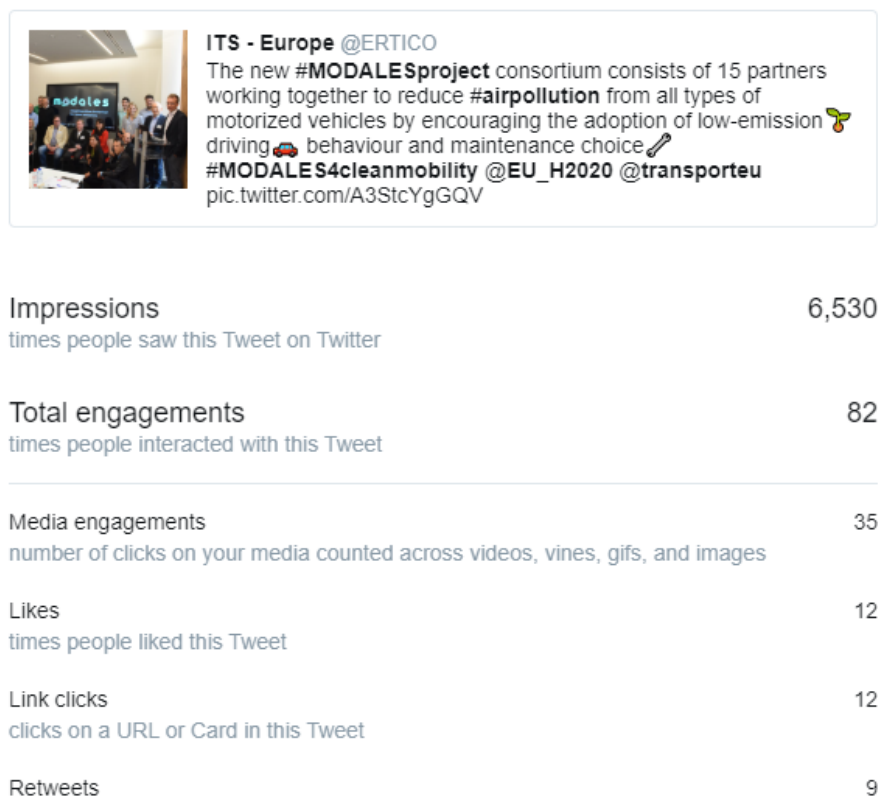 modales
ITS - Europe @ERTICO
The new #MODALESproject consortium consists of 15 partners
working together to reduce #airpollution from all types of
motorized vehicles by encouraging the adoption of low-emission🌱
driving🚗 behaviour and maintenance choice🔧
#MODALES4cleanmobility @EU_H2020 @transporteu
pic.twitter.com/A3StcYgGQV
Impressions 6,530
times people saw this Tweet on Twitter
Total engagements 82
times people interacted with this Tweet
Media engagements 35
number of clicks on your media counted across videos, vines, gifs, and images
Likes 12
times people liked this Tweet
Link clicks 12
clicks on a URL or Card in this Tweet
Retweets 9